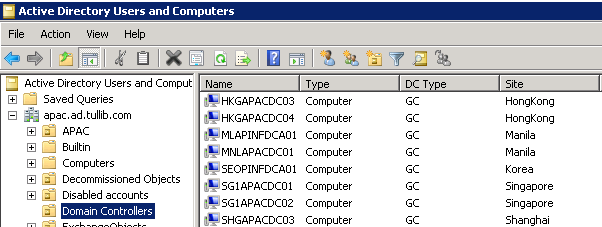 Active Directory Users and Computers
File Action View Help
Active Directory Users and Comput
Saved Queries
apac.ad.tullib.com
APAC
Builtin
Computers
Decommissioned Objects
Disabled accounts
Domain Controllers
ExchangeObjects
Name Type DC Type Site
HKGAPACDC03 Computer GC HongKong
HKGAPACDC04 Computer GC HongKong
MLAPINFDCA01 Computer GC Manila
MNLAPACDC01 Computer GC Manila
SEOPINFDCA01 Computer GC Korea
SG1APACDC01 Computer GC Singapore
SG1APACDC02 Computer GC Singapore
SHGAPACDC03 Computer GC Shanghai